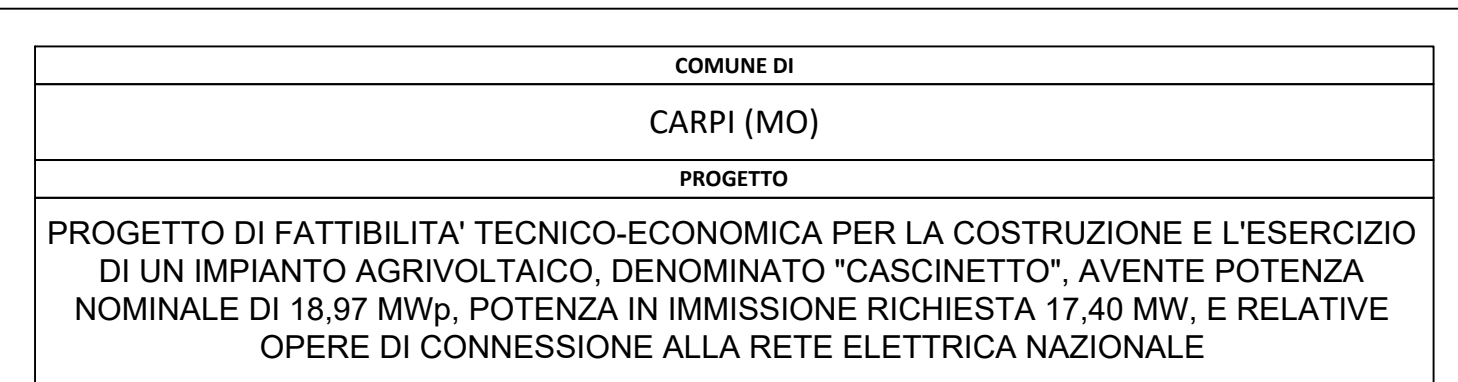 COMUNE DI
CARPI (MO)
PROGETTO
PROGETTO DI FATTIBILITA' TECNICO-ECONOMICA PER LA COSTRUZIONE E L'ESERCIZIO
DI UN IMPIANTO AGRIVOLTAICO, DENOMINATO "CASCINETTO", AVENTE POTENZA
NOMINALE DI 18,97 MWp, POTENZA IN IMMISSIONE RICHIESTA 17,40 MW, E RELATIVE
OPERE DI CONNESSIONE ALLA RETE ELETTRICA NAZIONALE